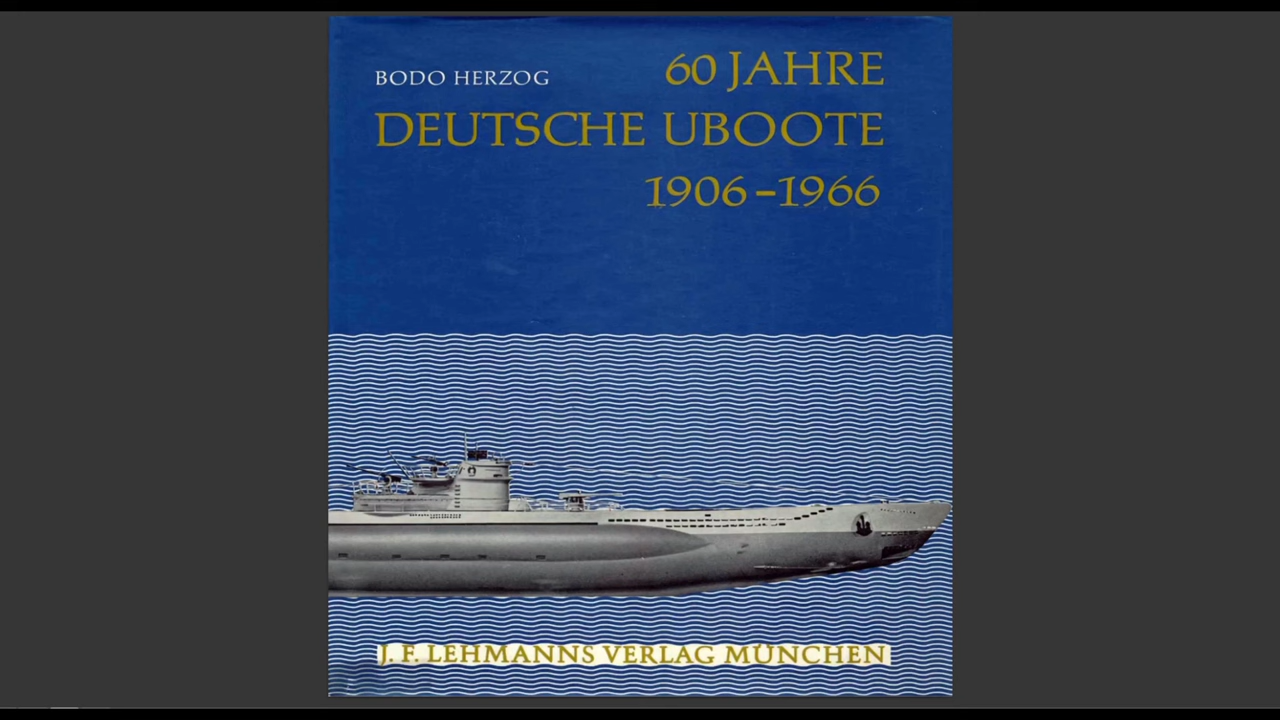 BODO HERZOG
60 JAHRE
DEUTSCHE UBOOTE
1906–1966
J. F. LEHMANNS VERLAG MÜNCHEN